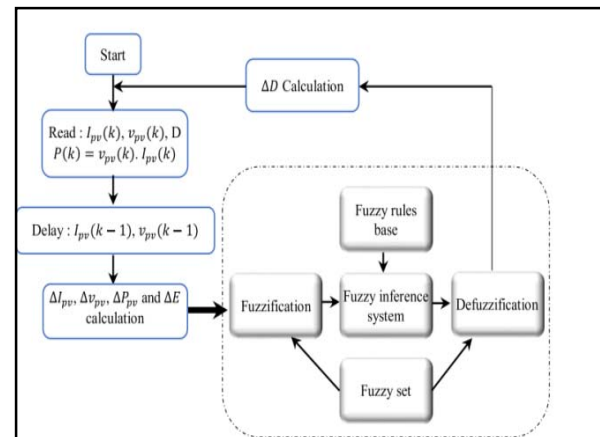 Start
ΔD Calculation
Read : I_pv(k), v_pv(k), D
P(k) = v_pv(k). I_pv(k)
Delay : I_pv(k−1), v_pv(k−1)
ΔI_pv, Δv_pv, ΔP_pv and ΔE
calculation
Fuzzy rules
base
Fuzzification
Fuzzy inference
system
Defuzzification
Fuzzy set